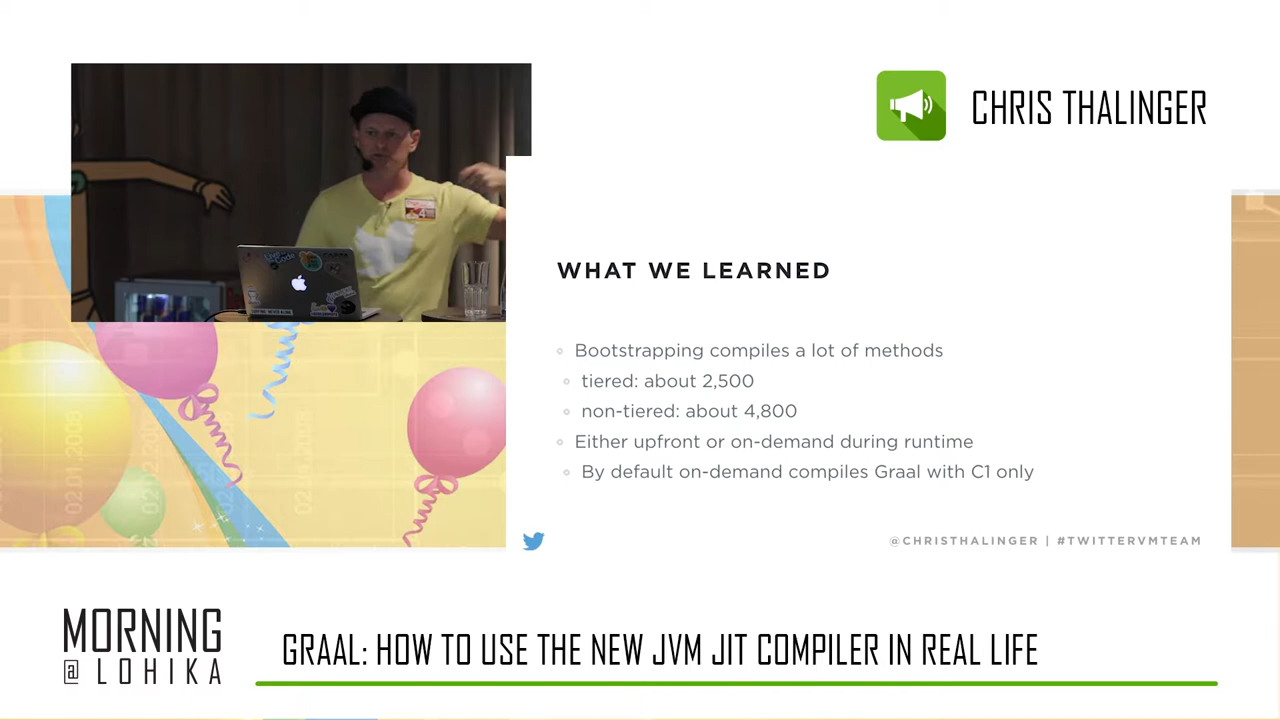 CHRIS THALINGER
WHAT WE LEARNED
Bootstrapping compiles a lot of methods
tiered: about 2,500
non-tiered: about 4,800
Either upfront or on-demand during runtime
By default on-demand compiles Graal with C1 only
@CHRISTHALINGER | #TWITTERVMTEAM
MORNING
@ LOHIKA
GRAAL: HOW TO USE THE NEW JVM JIT COMPILER IN REAL LIFE